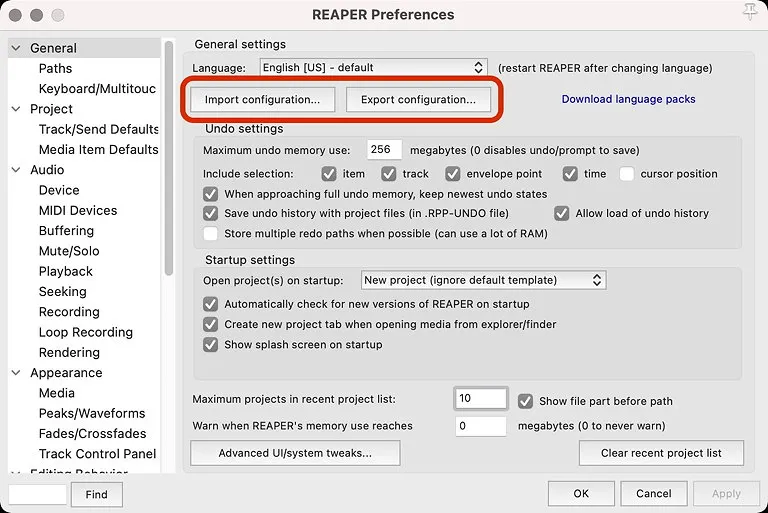 REAPER Preferences
General
Paths
Keyboard/Multitouc
Project
Track/Send Defaults
Media Item Defaults
Audio
Device
MIDI Devices
Buffering
Mute/Solo
Playback
Seeking
Recording
Loop Recording
Rendering
Appearance
Media
Peaks/Waveforms
Fades/Crossfades
Track Control Panel
Editing Behavior
Find
General settings
Language: English [US] - default (restart REAPER after changing language)
Import configuration... Export configuration... Download language packs
Undo settings
Maximum undo memory use: 256 megabytes (0 disables undo/prompt to save)
Include selection: item track envelope point time cursor position
When approaching full undo memory, keep newest undo states
Save undo history with project files (in .RPP-UNDO file) Allow load of undo history
Store multiple redo paths when possible (can use a lot of RAM)
Startup settings
Open project(s) on startup: New project (ignore default template)
Automatically check for new versions of REAPER on startup
Create new project tab when opening media from explorer/finder
Show splash screen on startup
Maximum projects in recent project list: 10 Show file part before path
Warn when REAPER's memory use reaches 0 megabytes (0 to never warn)
Advanced UI/system tweaks... Clear recent project list
OK Cancel Apply